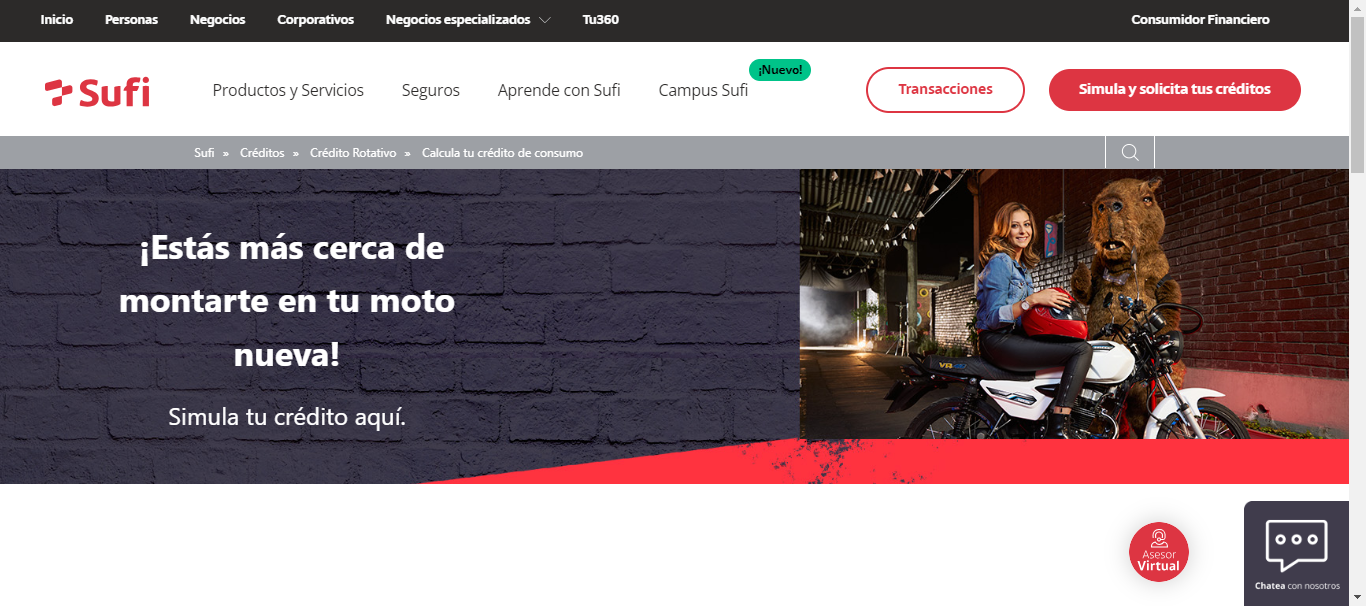 Inicio Personas Negocios Corporativos Negocios especializados Tu360 Consumidor Financiero
¡Nuevo!
Sufi Productos y Servicios Seguros Aprende con Sufi Campus Sufi Transacciones Simula y solicita tus créditos
Sufi » Créditos » Crédito Rotativo » Calcula tu crédito de consumo
¡Estás más cerca de
montarte en tu moto
nueva!
Simula tu crédito aquí.
VR
Asesor
Virtual
Chatea con nosotros